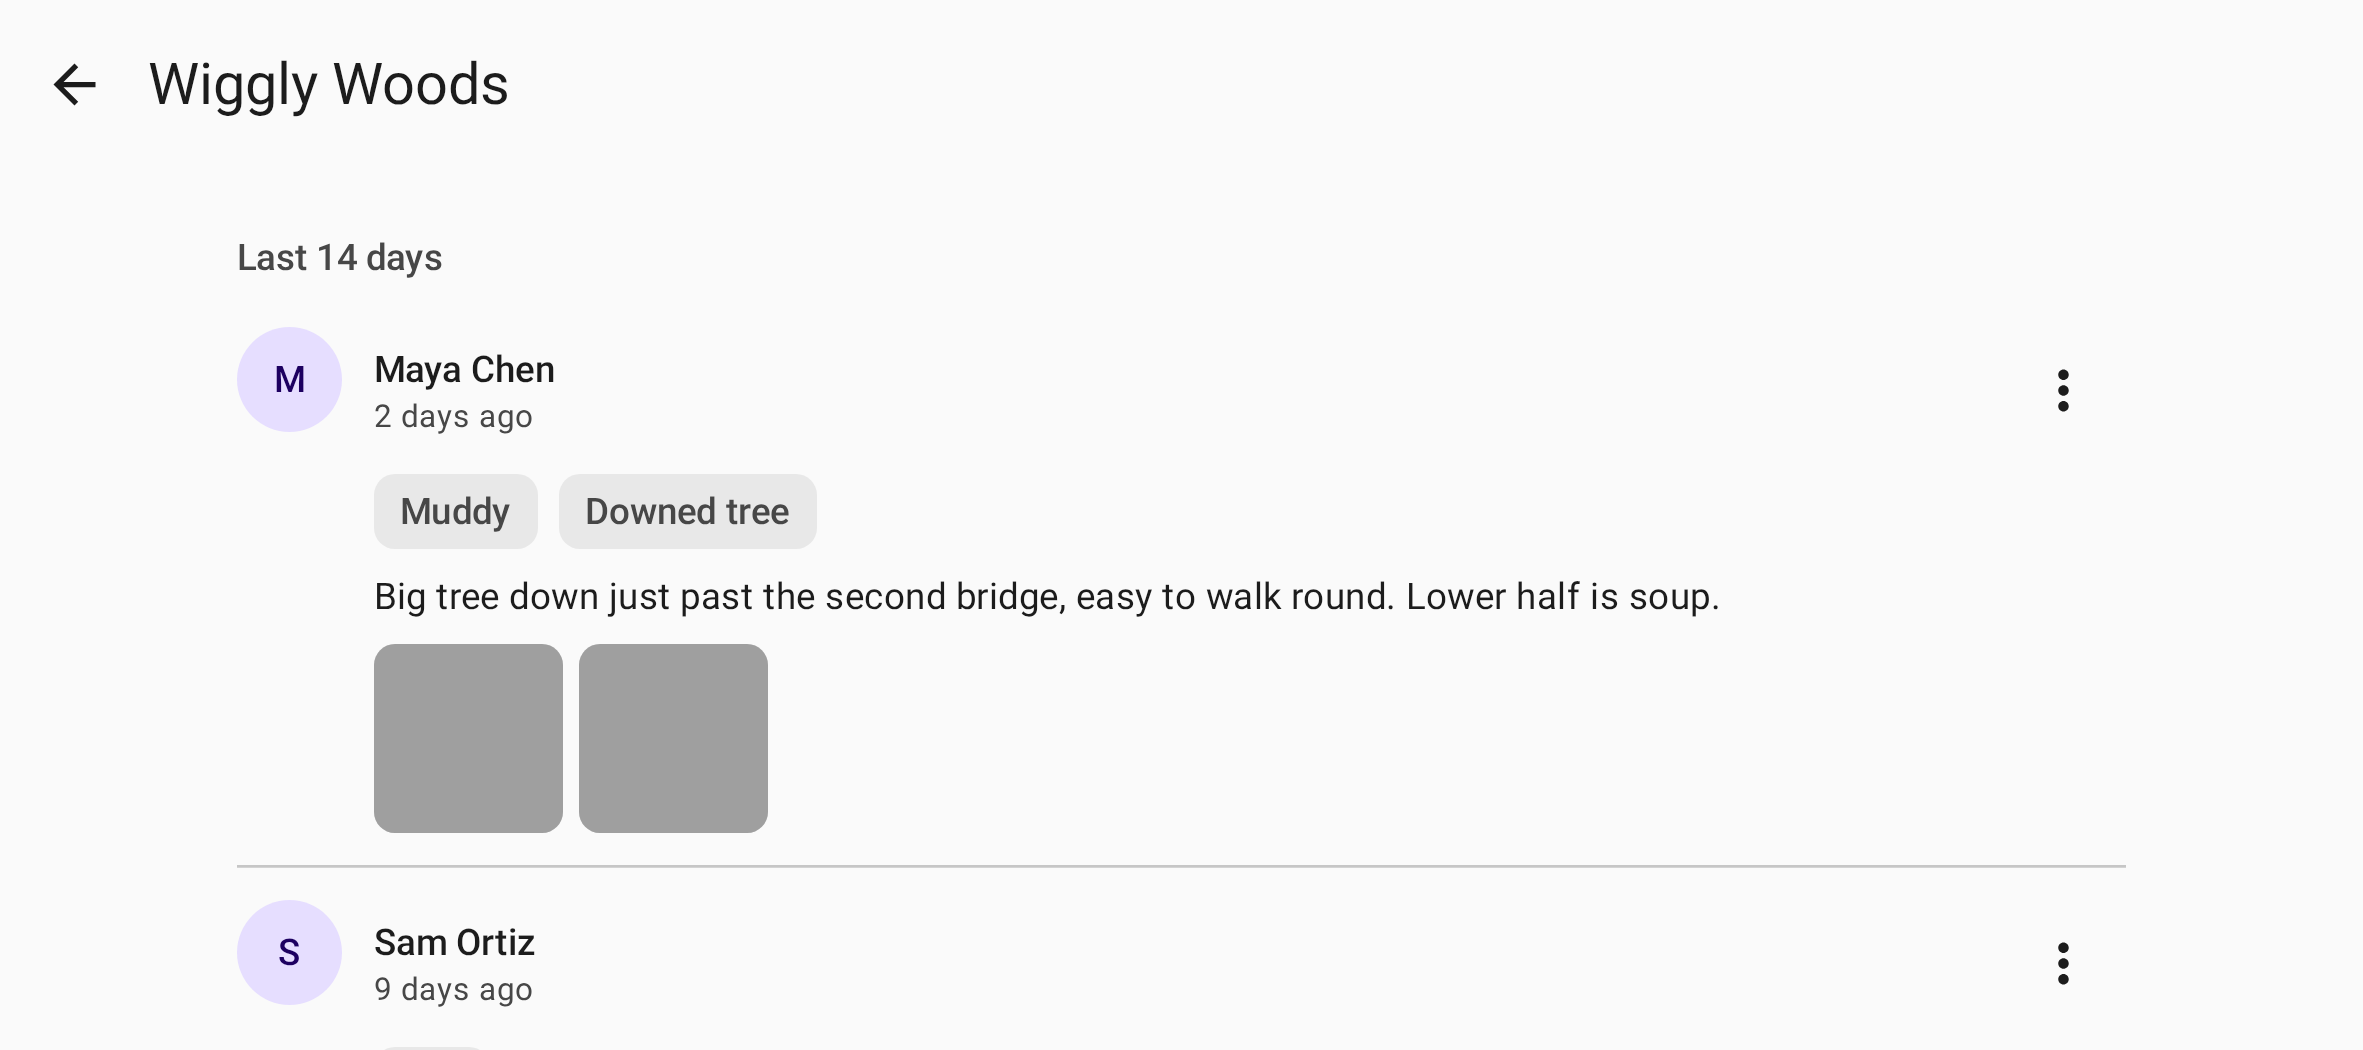 Wiggly Woods
Last 14 days
M
Maya Chen
2 days ago
Muddy
Downed tree
Big tree down just past the second bridge, easy to walk round. Lower half is soup.
S
Sam Ortiz
9 days ago